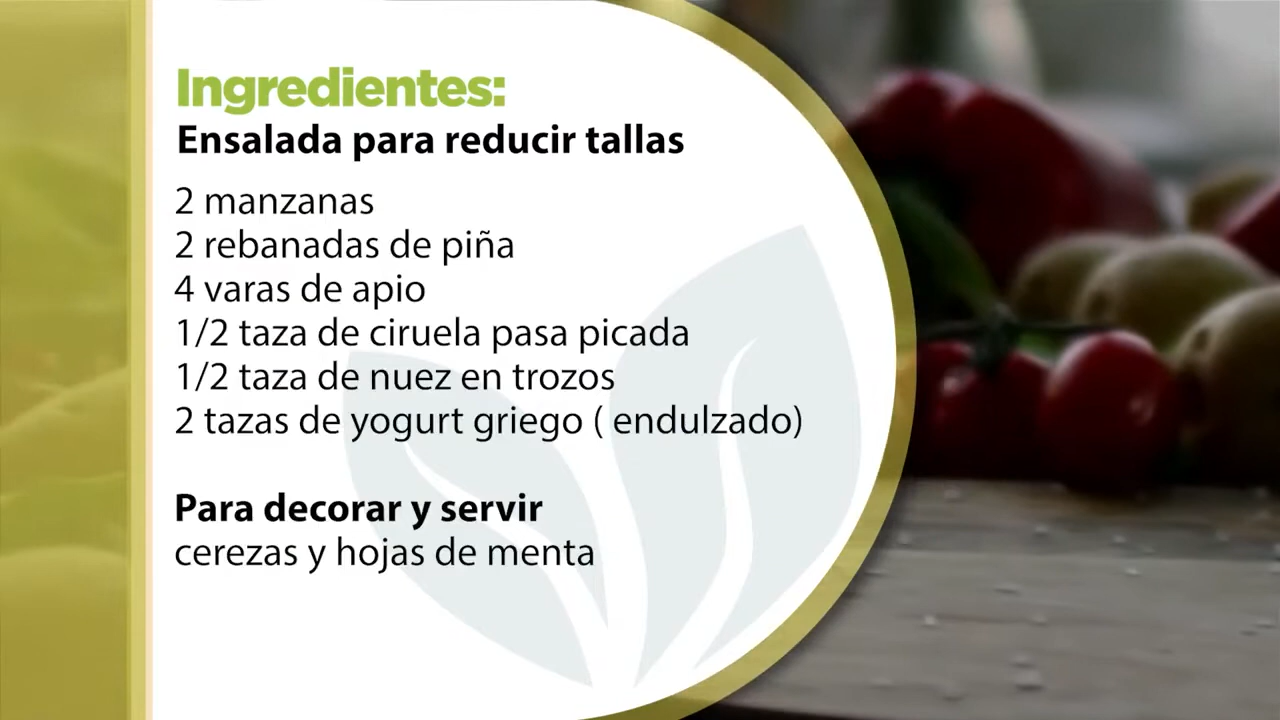 Ingredientes:
Ensalada para reducir tallas
2 manzanas
2 rebanadas de piña
4 varas de apio
1/2 taza de ciruela pasa picada
1/2 taza de nuez en trozos
2 tazas de yogurt griego ( endulzado)
Para decorar y servir
cerezas y hojas de menta